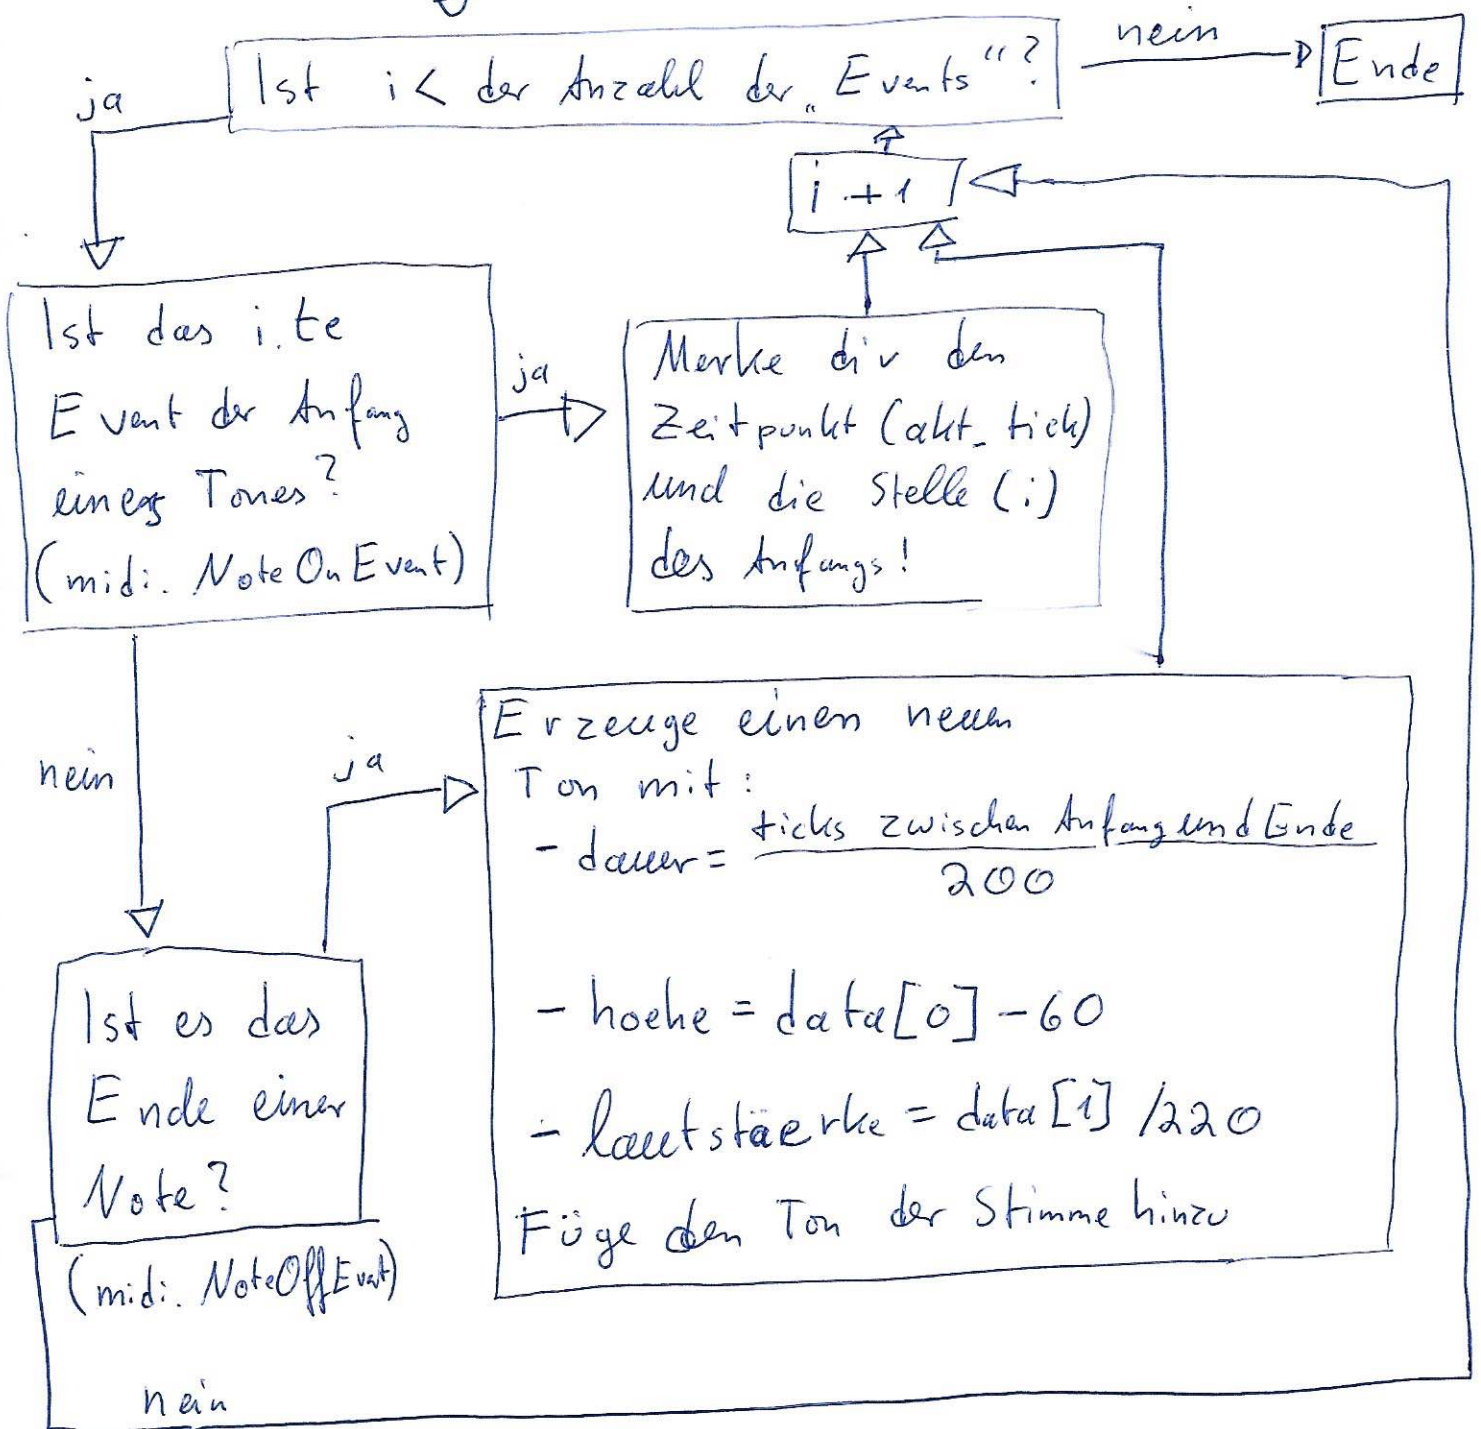 nein
Ist i < der Anzahl der „Events“?
Ende
ja
i + 1
Ist das i.te
Event der Anfang
eines Tones?
(midi. NoteOnEvent)
ja
Merke dir den
Zeitpunkt (akt_tick)
und die Stelle (i)
des Anfangs!
nein
ja
Erzeuge einen neuen
Ton mit:
- dauer = ticks zwischen Anfang und Ende
200
- hoehe = data[0] - 60
- lautstaerke = data[1] /220
Füge den Ton der Stimme hinzu
Ist es das
Ende einer
Note?
(midi. NoteOffEvent)
nein